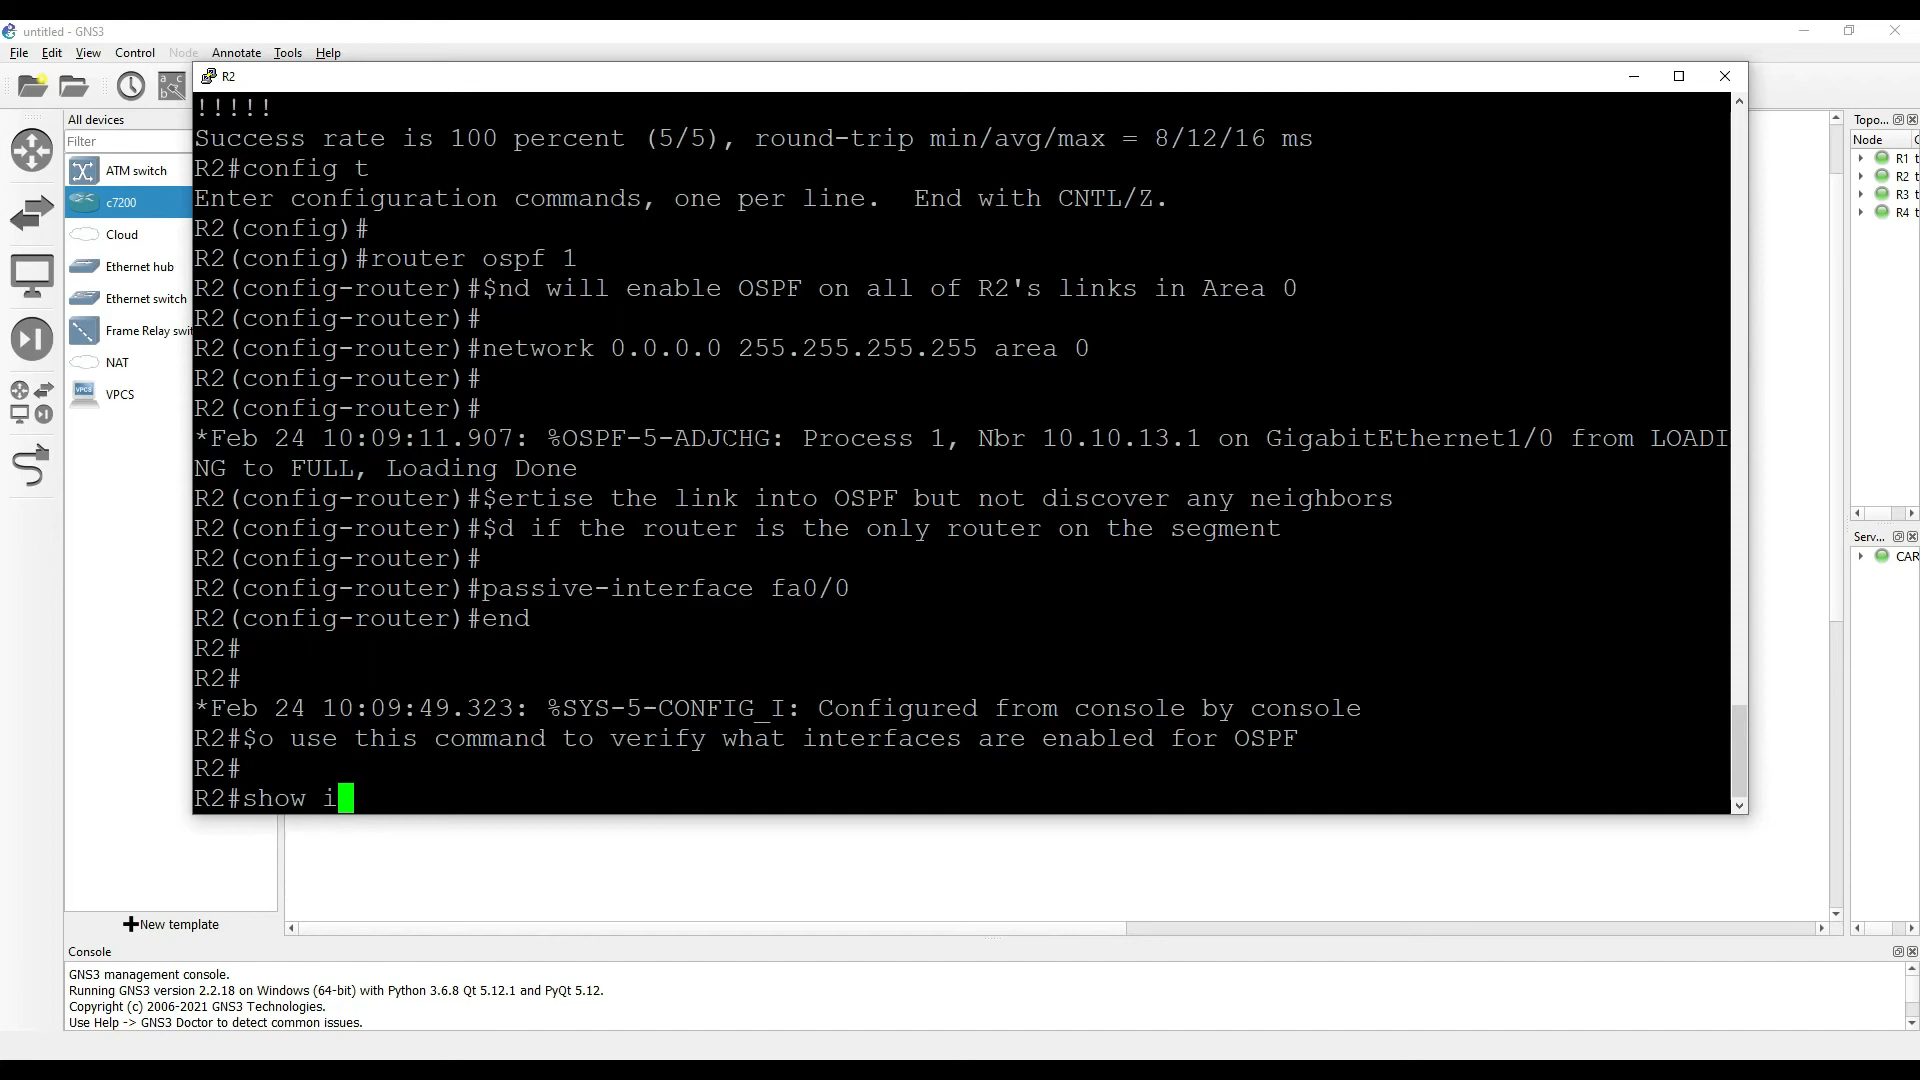 untitled - GNS3
File Edit View Control Node Annotate Tools Help
R2
All devices
Filter
ATM switch
c7200
Cloud
Ethernet hub
Ethernet switch
Frame Relay swit
NAT
VPCS
New template
!!!!!
Success rate is 100 percent (5/5), round-trip min/avg/max = 8/12/16 ms
R2#config t
Enter configuration commands, one per line.  End with CNTL/Z.
R2(config)#
R2(config)#router ospf 1
R2(config-router)#$nd will enable OSPF on all of R2's links in Area 0
R2(config-router)#
R2(config-router)#network 0.0.0.0 255.255.255.255 area 0
R2(config-router)#
R2(config-router)#
*Feb 24 10:09:11.907: %OSPF-5-ADJCHG: Process 1, Nbr 10.10.13.1 on GigabitEthernet1/0 from LOADI
NG to FULL, Loading Done
R2(config-router)#$ertise the link into OSPF but not discover any neighbors
R2(config-router)#$d if the router is the only router on the segment
R2(config-router)#
R2(config-router)#passive-interface fa0/0
R2(config-router)#end
R2#
R2#
*Feb 24 10:09:49.323: %SYS-5-CONFIG_I: Configured from console by console
R2#$o use this command to verify what interfaces are enabled for OSPF
R2#
R2#show i
Topo...
Node
R1 t
R2 t
R3 t
R4 t
Serv...
CAR
Console
GNS3 management console.
Running GNS3 version 2.2.18 on Windows (64-bit) with Python 3.6.8 Qt 5.12.1 and PyQt 5.12.
Copyright (c) 2006-2021 GNS3 Technologies.
Use Help -> GNS3 Doctor to detect common issues.